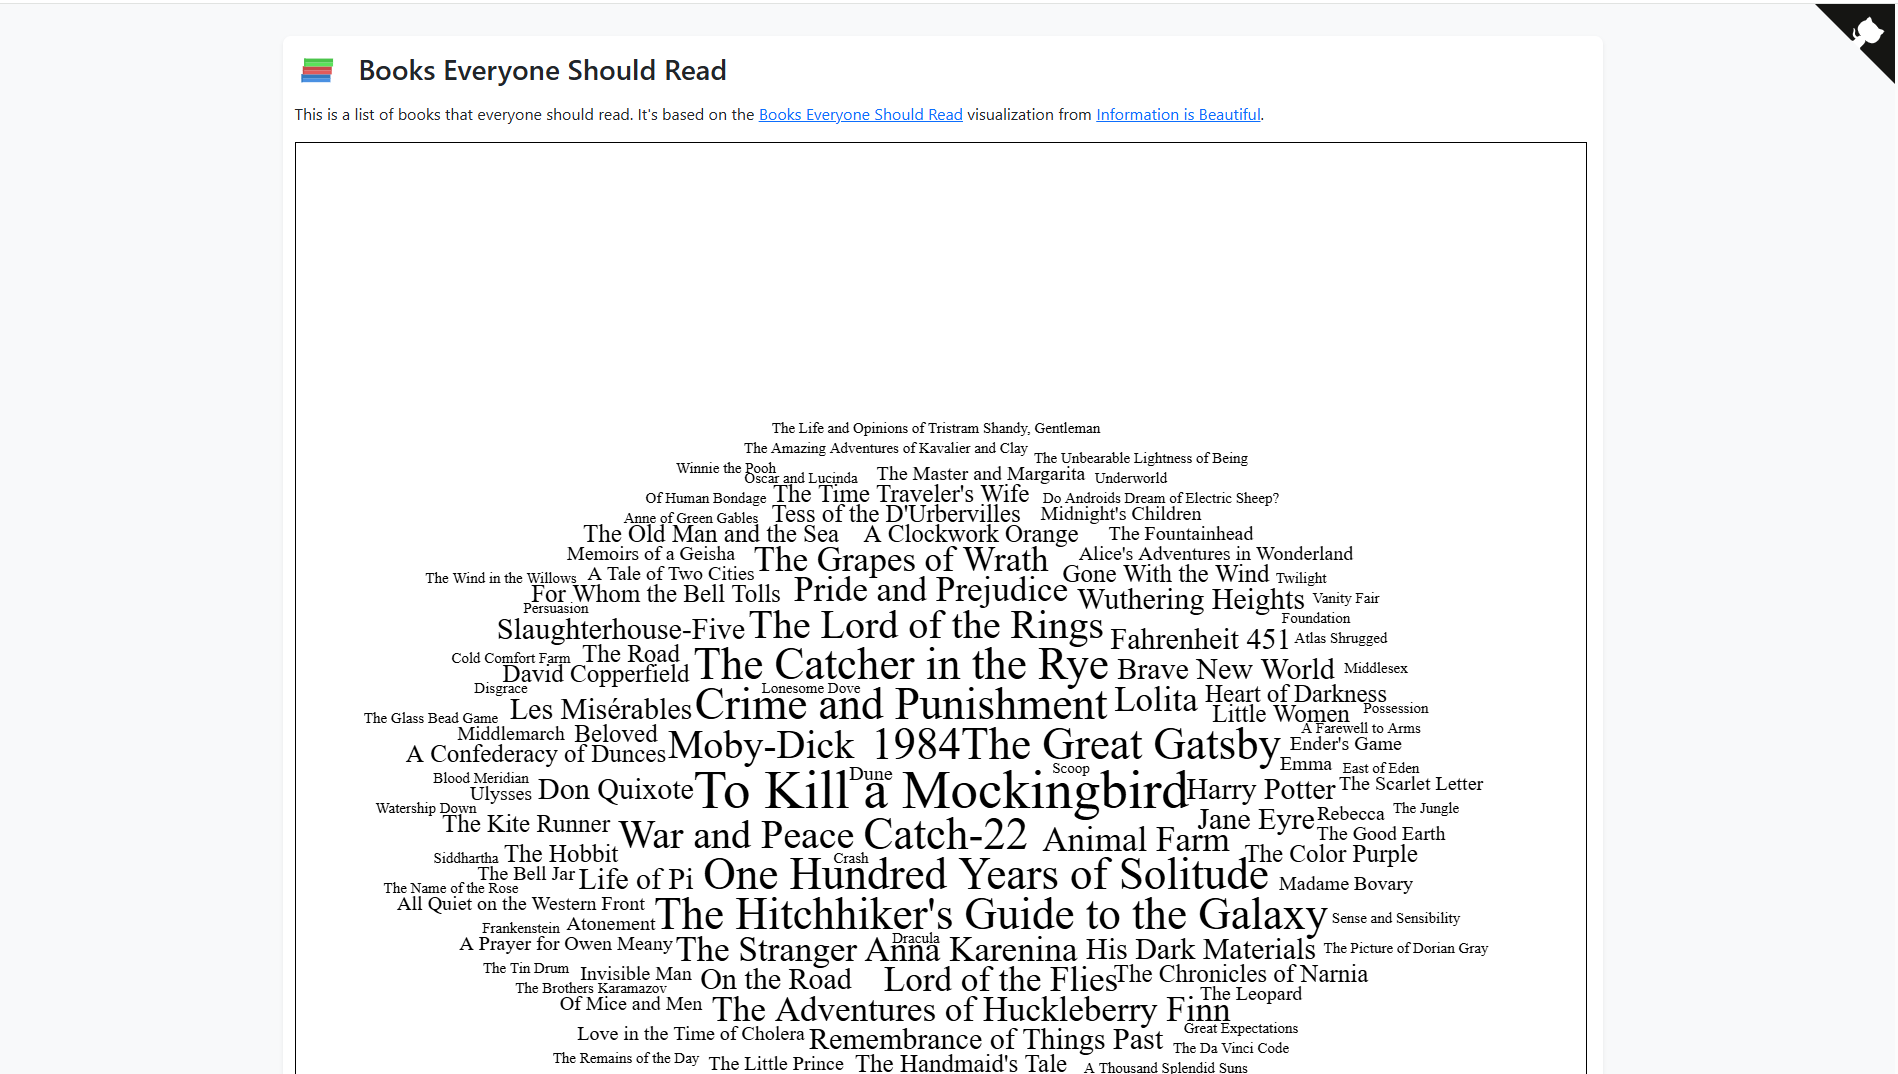 Books Everyone Should Read
This is a list of books that everyone should read. It's based on the Books Everyone Should Read visualization from Information is Beautiful.
The Life and Opinions of Tristram Shandy, Gentleman
The Amazing Adventures of Kavalier and Clay
The Unbearable Lightness of Being
Winnie the Pooh
Oscar and Lucinda
The Master and Margarita
Underworld
Of Human Bondage
The Time Traveler's Wife
Do Androids Dream of Electric Sheep?
Anne of Green Gables
Tess of the D'Urbervilles
Midnight's Children
The Old Man and the Sea
A Clockwork Orange
The Fountainhead
Memoirs of a Geisha
The Grapes of Wrath
Alice's Adventures in Wonderland
The Wind in the Willows
A Tale of Two Cities
Gone With the Wind
Twilight
For Whom the Bell Tolls
Pride and Prejudice
Wuthering Heights
Vanity Fair
Persuasion
Foundation
Slaughterhouse-Five
The Lord of the Rings
Fahrenheit 451
Atlas Shrugged
Cold Comfort Farm
The Road
The Catcher in the Rye
Brave New World
Middlesex
David Copperfield
Disgrace
Lonesome Dove
Les Misérables
Crime and Punishment
Lolita
Heart of Darkness
Little Women
Possession
The Glass Bead Game
A Farewell to Arms
Middlemarch
Beloved
Moby-Dick
1984
The Great Gatsby
Ender's Game
A Confederacy of Dunces
Emma
East of Eden
Blood Meridian
Dune
Scoop
Ulysses
Don Quixote
To Kill a Mockingbird
Harry Potter
The Scarlet Letter
Watership Down
Rebecca
The Jungle
The Kite Runner
War and Peace
Catch-22
Animal Farm
Jane Eyre
The Good Earth
Siddhartha
The Hobbit
Crash
The Color Purple
The Bell Jar
Life of Pi
One Hundred Years of Solitude
Madame Bovary
The Name of the Rose
All Quiet on the Western Front
The Hitchhiker's Guide to the Galaxy
Sense and Sensibility
Frankenstein
Atonement
Dracula
A Prayer for Owen Meany
The Stranger
Anna Karenina
His Dark Materials
The Picture of Dorian Gray
The Tin Drum
Invisible Man
On the Road
Lord of the Flies
The Chronicles of Narnia
The Brothers Karamazov
The Leopard
Of Mice and Men
The Adventures of Huckleberry Finn
Love in the Time of Cholera
Remembrance of Things Past
Great Expectations
The Da Vinci Code
The Remains of the Day
The Little Prince
The Handmaid's Tale
A Thousand Splendid Suns